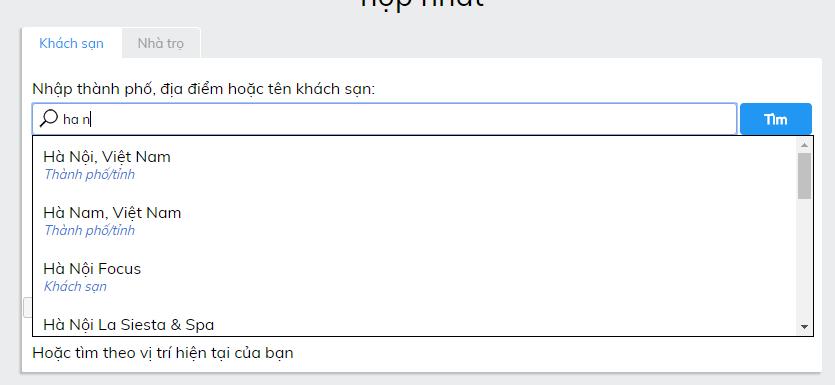 hợp nhất
Khách sạn Nhà trọ
Nhập thành phố, địa điểm hoặc tên khách sạn:
ha n Tìm
Hà Nội, Việt Nam
Thành phố/tỉnh
Hà Nam, Việt Nam
Thành phố/tỉnh
Hà Nội Focus
Khách sạn
Hà Nội La Siesta & Spa
Hoặc tìm theo vị trí hiện tại của bạn